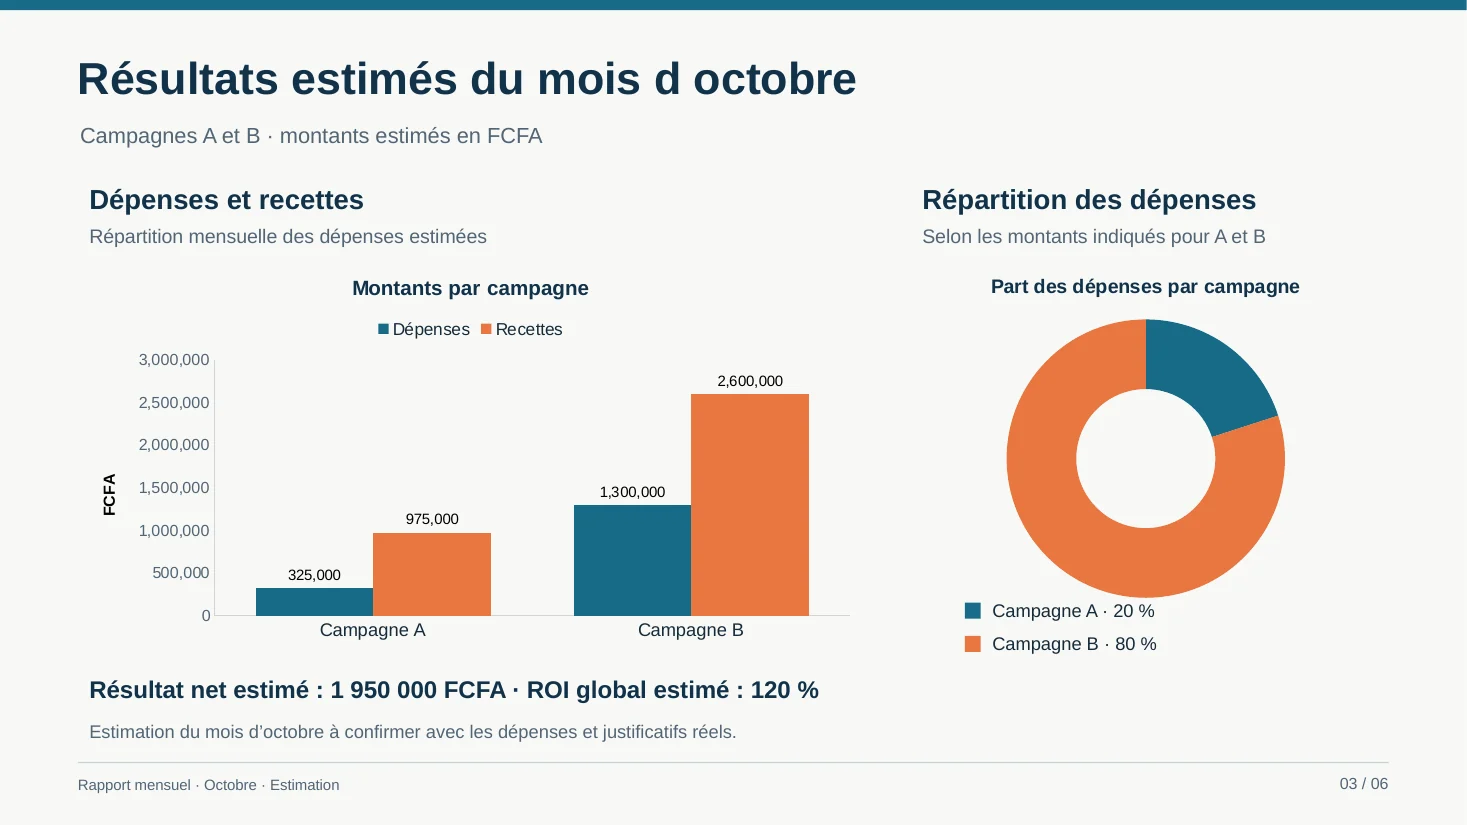 Résultats estimés du mois d octobre
Campagnes A et B · montants estimés en FCFA
Dépenses et recettes
Répartition mensuelle des dépenses estimées
Montants par campagne
Dépenses Recettes
3,000,000
2,500,000
2,000,000
1,500,000
1,000,000
500,000
0
FCFA
325,000
975,000
1,300,000
2,600,000
Campagne A
Campagne B
Répartition des dépenses
Selon les montants indiqués pour A et B
Part des dépenses par campagne
Campagne A · 20 %
Campagne B · 80 %
Résultat net estimé : 1 950 000 FCFA · ROI global estimé : 120 %
Estimation du mois d’octobre à confirmer avec les dépenses et justificatifs réels.
Rapport mensuel · Octobre · Estimation
03 / 06